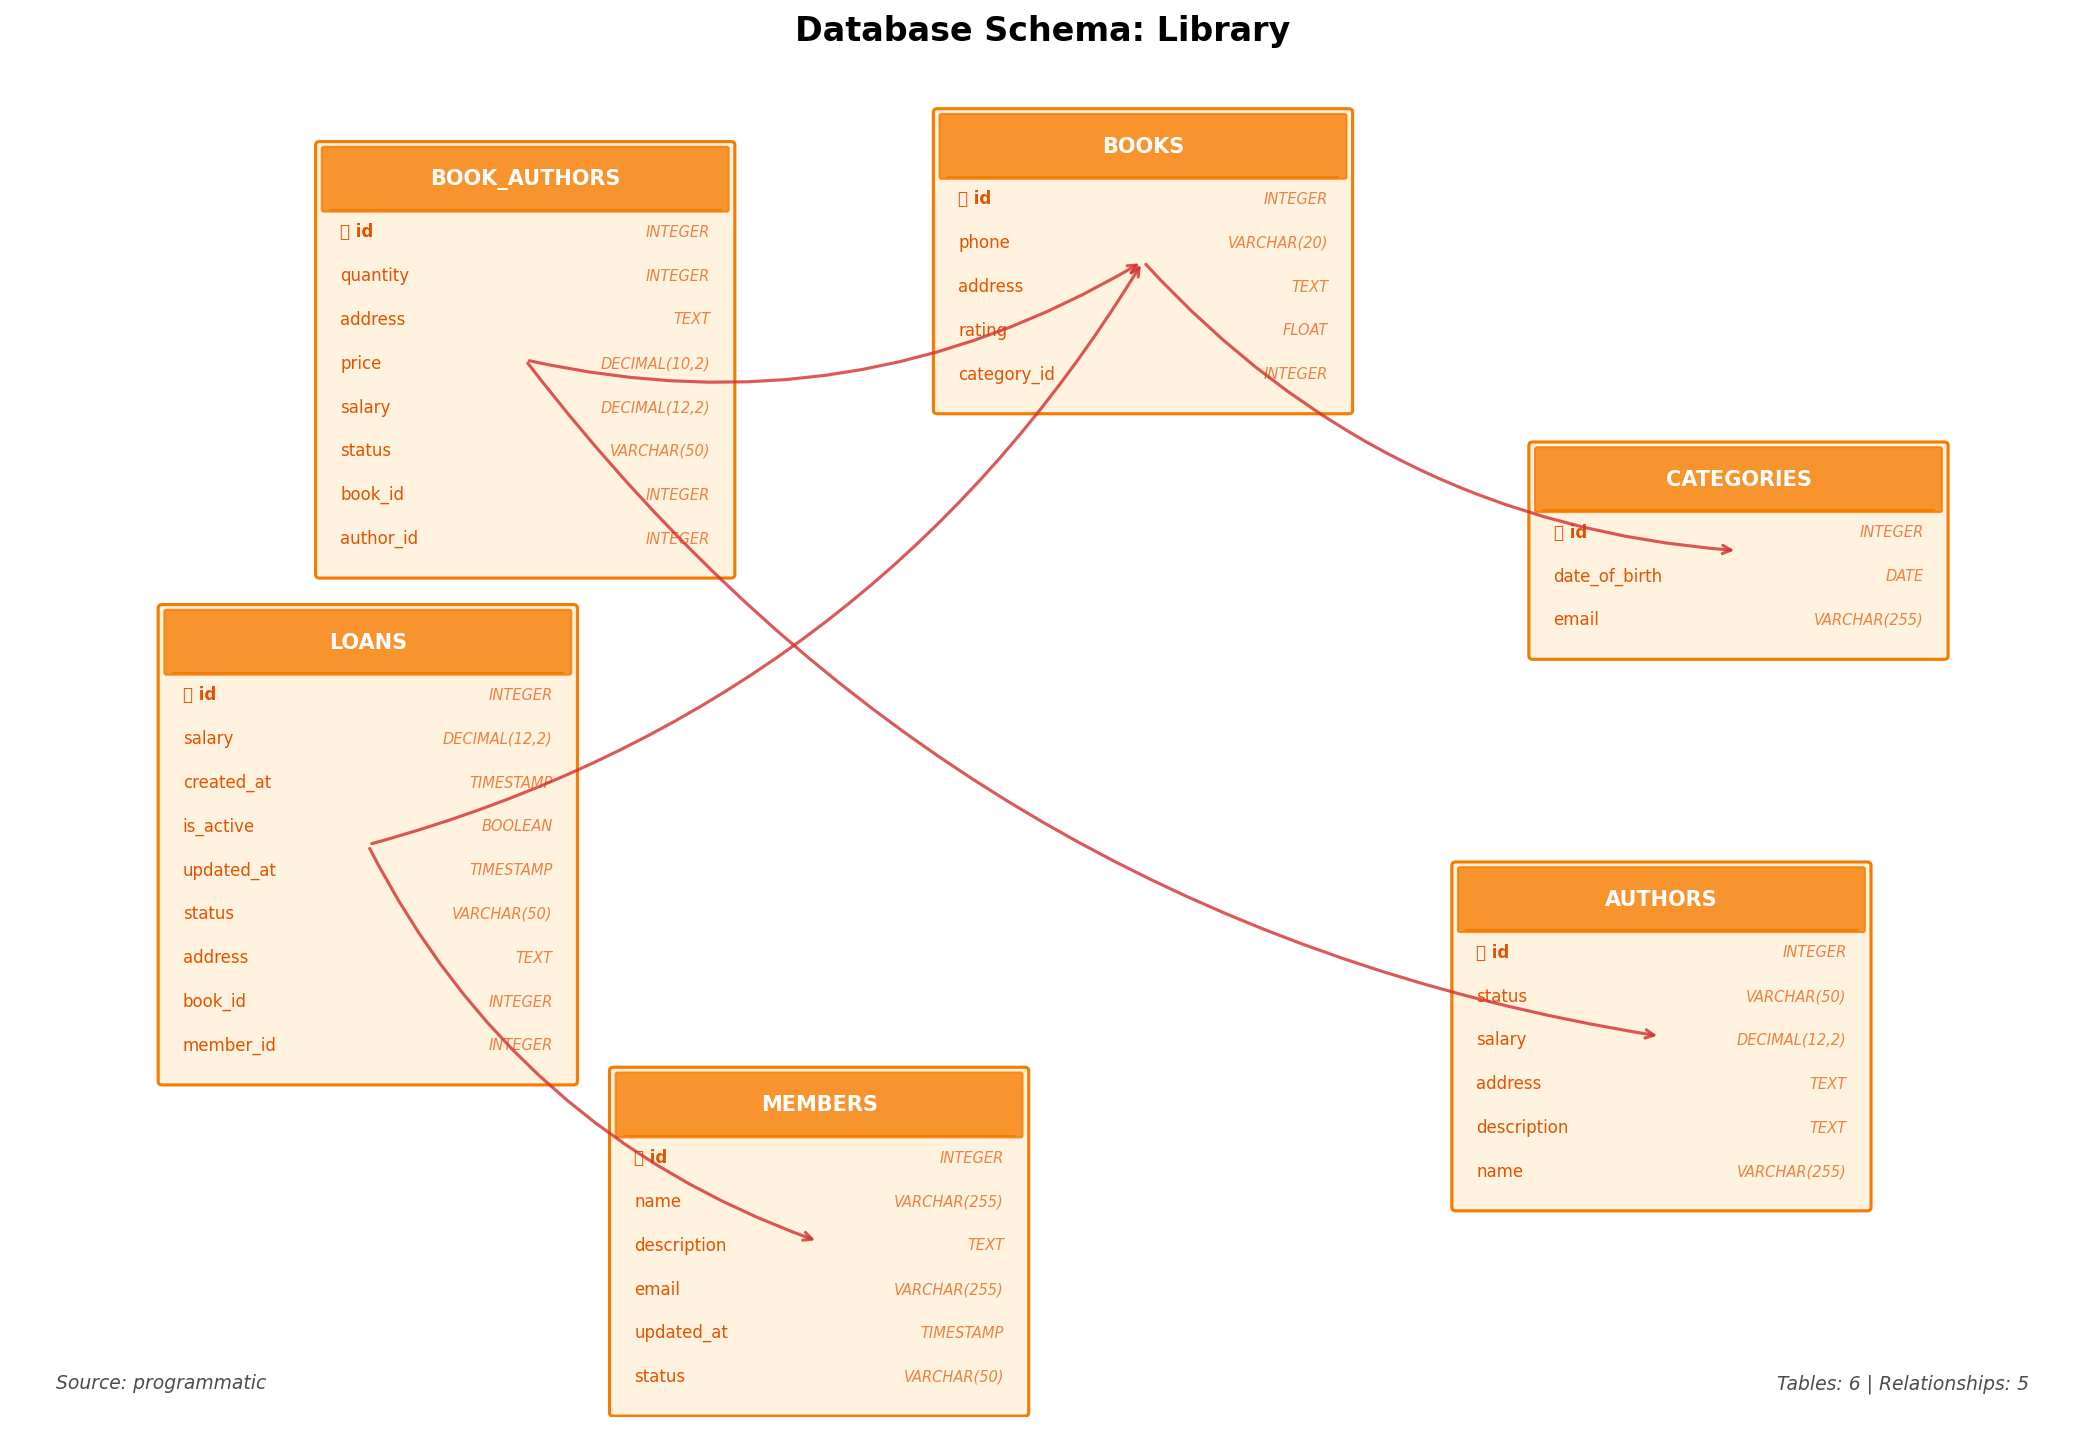 Database Schema: Library
BOOK_AUTHORS
id INTEGER
quantity INTEGER
address TEXT
price DECIMAL(10,2)
salary DECIMAL(12,2)
status VARCHAR(50)
book_id INTEGER
author_id INTEGER
BOOKS
id INTEGER
phone VARCHAR(20)
address TEXT
rating FLOAT
category_id INTEGER
CATEGORIES
id INTEGER
date_of_birth DATE
email VARCHAR(255)
LOANS
id INTEGER
salary DECIMAL(12,2)
created_at TIMESTAMP
is_active BOOLEAN
updated_at TIMESTAMP
status VARCHAR(50)
address TEXT
book_id INTEGER
member_id INTEGER
AUTHORS
id INTEGER
status VARCHAR(50)
salary DECIMAL(12,2)
address TEXT
description TEXT
name VARCHAR(255)
MEMBERS
id INTEGER
name VARCHAR(255)
description TEXT
email VARCHAR(255)
updated_at TIMESTAMP
status VARCHAR(50)
Source: programmatic
Tables: 6 | Relationships: 5